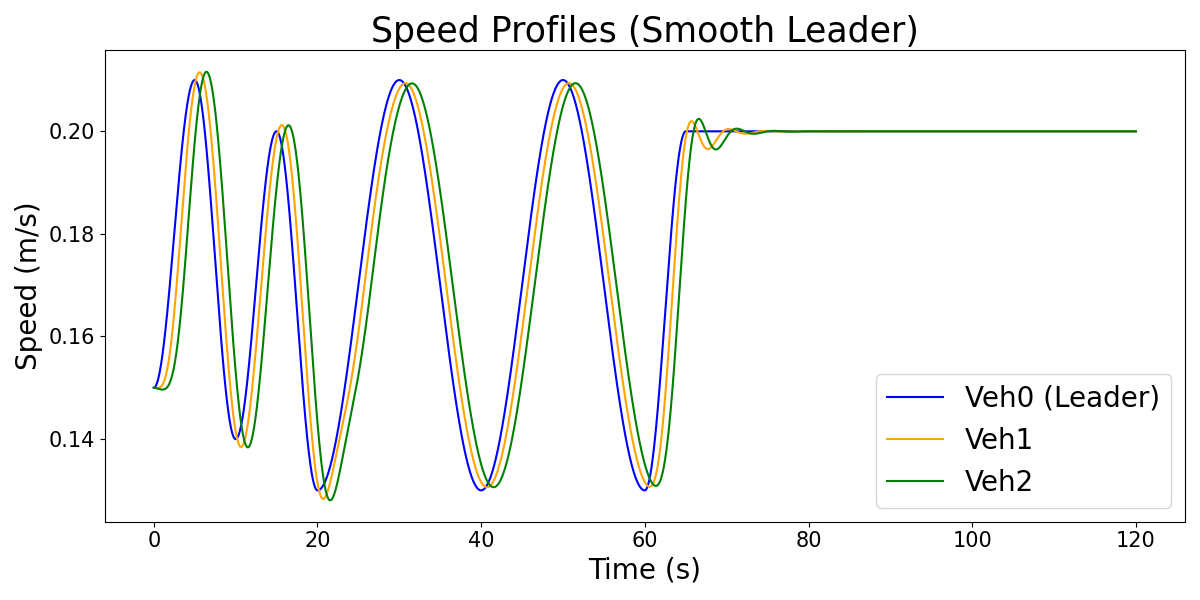 Speed Profiles (Smooth Leader)
Speed (m/s)
0.20
0.18
0.16
0.14
Veh0 (Leader)
Veh1
Veh2
0 20 40 60 80 100 120
Time (s)